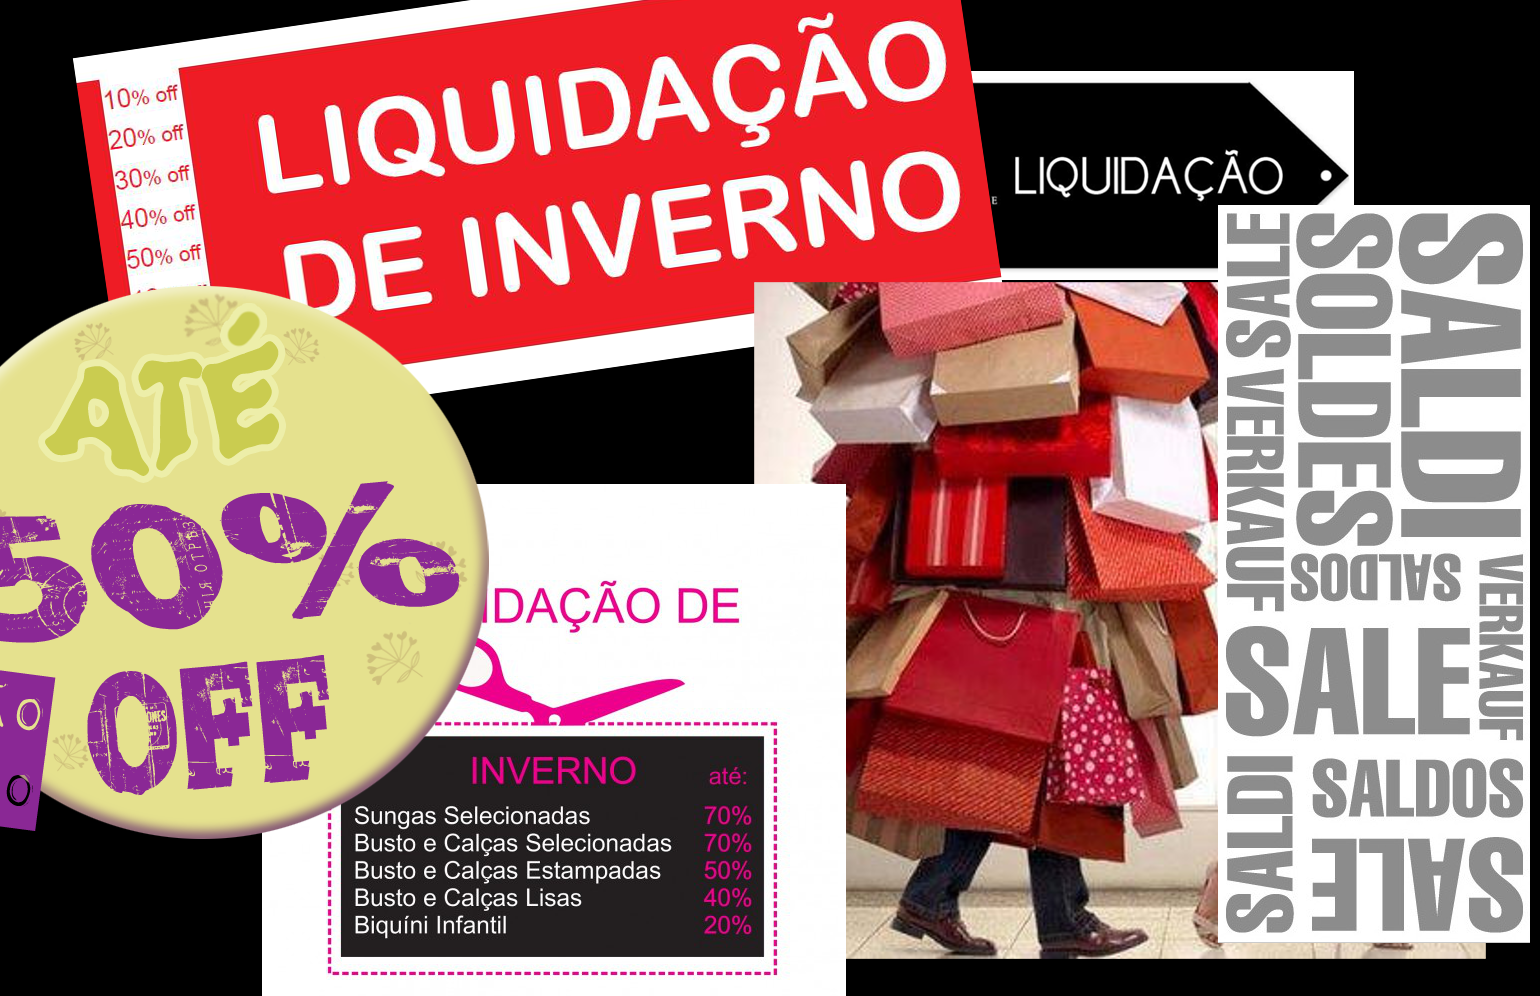 10% off
20% off
30% off
40% off
50% off
LIQUIDAÇÃO
DE INVERNO
LIQUIDAÇÃO
E
ATÉ
50%
OFF
IDAÇÃO DE
INVERNO até:
Sungas Selecionadas 70%
Busto e Calças Selecionadas 70%
Busto e Calças Estampadas 50%
Busto e Calças Lisas 40%
Biquíni Infantil 20%
SALE
VERKAUF
SOLDES
SALDI
SALDOS
VERKAUF
SALE
SALDI
SALDOS
SALE